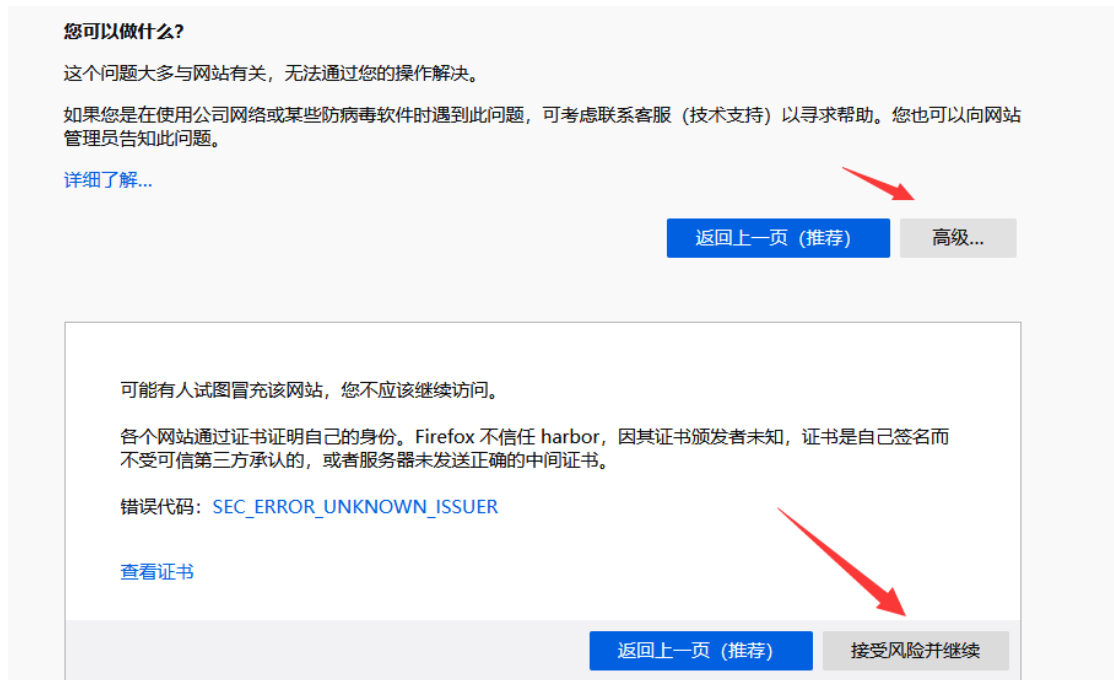 您可以做什么?
这个问题大多与网站有关，无法通过您的操作解决。
如果您是在使用公司网络或某些防病毒软件时遇到此问题，可考虑联系客服（技术支持）以寻求帮助。您也可以向网站
管理员告知此问题。
详细了解...
返回上一页（推荐） 高级...
可能有人试图冒充该网站，您不应该继续访问。
各个网站通过证书证明自己的身份。Firefox 不信任 harbor，因其证书颁发者未知，证书是自己签名而
不受可信第三方承认的，或者服务器未发送正确的中间证书。
错误代码：SEC_ERROR_UNKNOWN_ISSUER
查看证书
返回上一页（推荐） 接受风险并继续